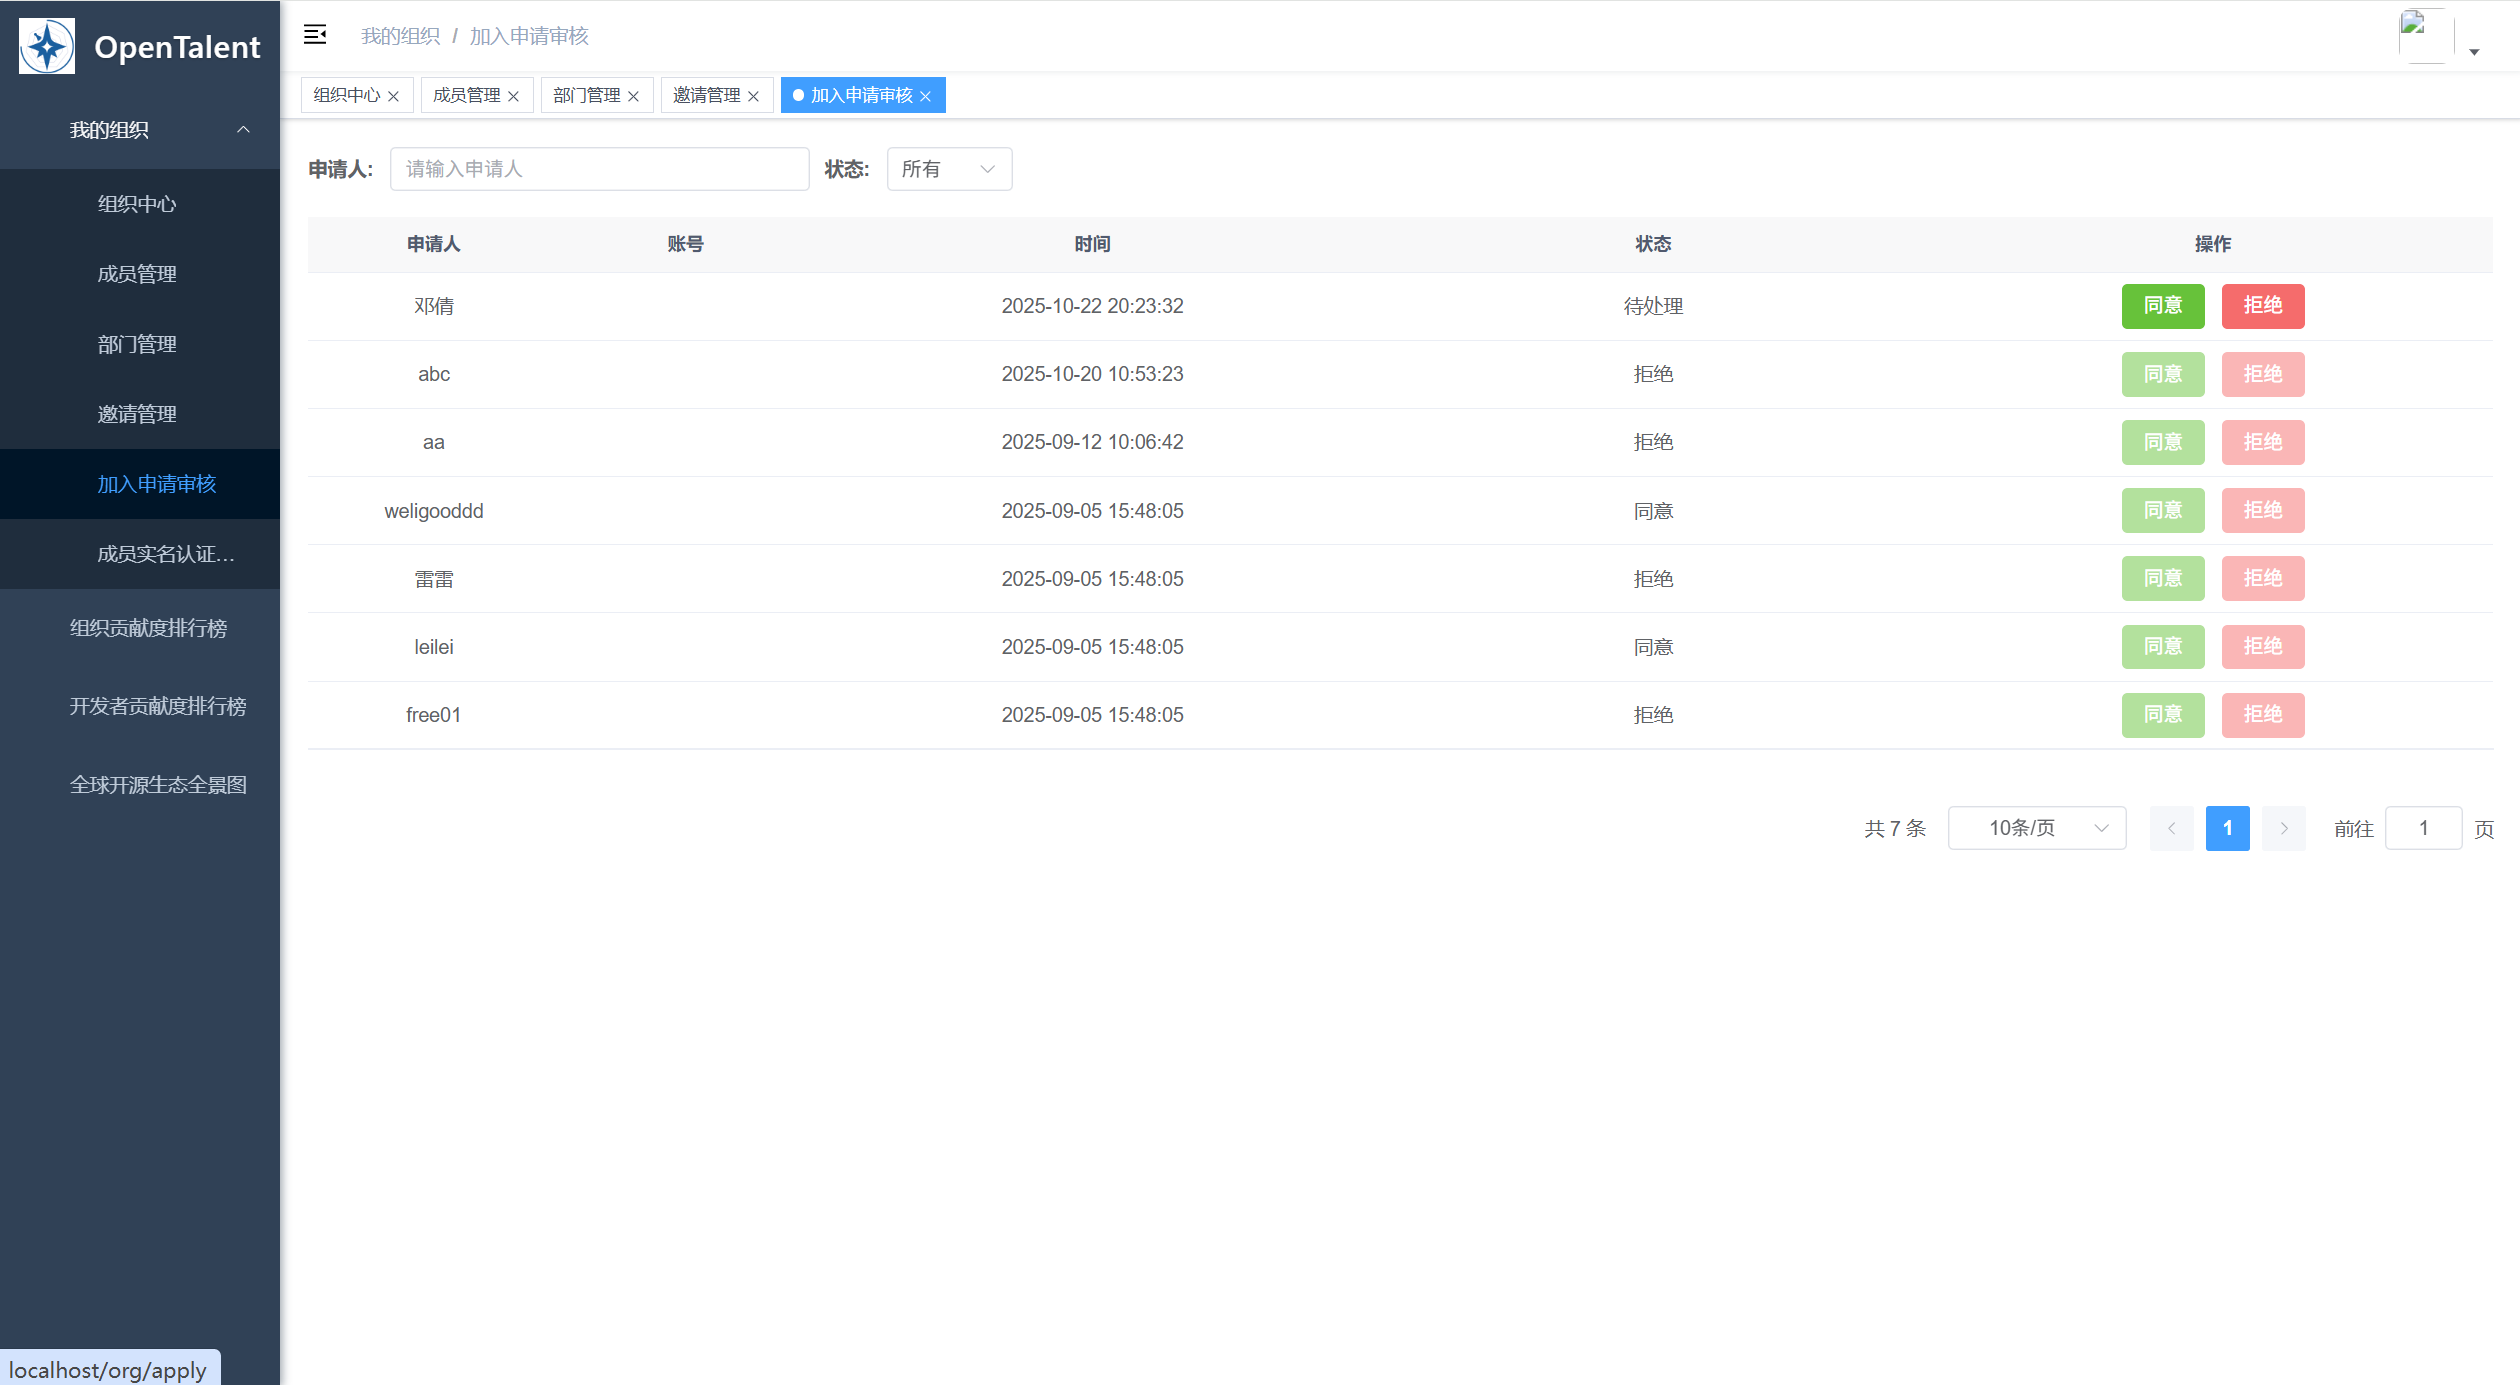 OpenTalent
我的组织
组织中心
成员管理
部门管理
邀请管理
加入申请审核
成员实名认证...
组织贡献度排行榜
开发者贡献度排行榜
全球开源生态全景图
localhost/org/apply
我的组织 / 加入申请审核
组织中心 成员管理 部门管理 邀请管理 加入申请审核
申请人: 请输入申请人 状态: 所有
申请人 账号 时间 状态 操作
邓倩 2025-10-22 20:23:32 待处理 同意 拒绝
abc 2025-10-20 10:53:23 拒绝 同意 拒绝
aa 2025-09-12 10:06:42 拒绝 同意 拒绝
weligooddd 2025-09-05 15:48:05 同意 同意 拒绝
雷雷 2025-09-05 15:48:05 拒绝 同意 拒绝
leilei 2025-09-05 15:48:05 同意 同意 拒绝
free01 2025-09-05 15:48:05 拒绝 同意 拒绝
共 7 条 10条/页 1 前往 1 页